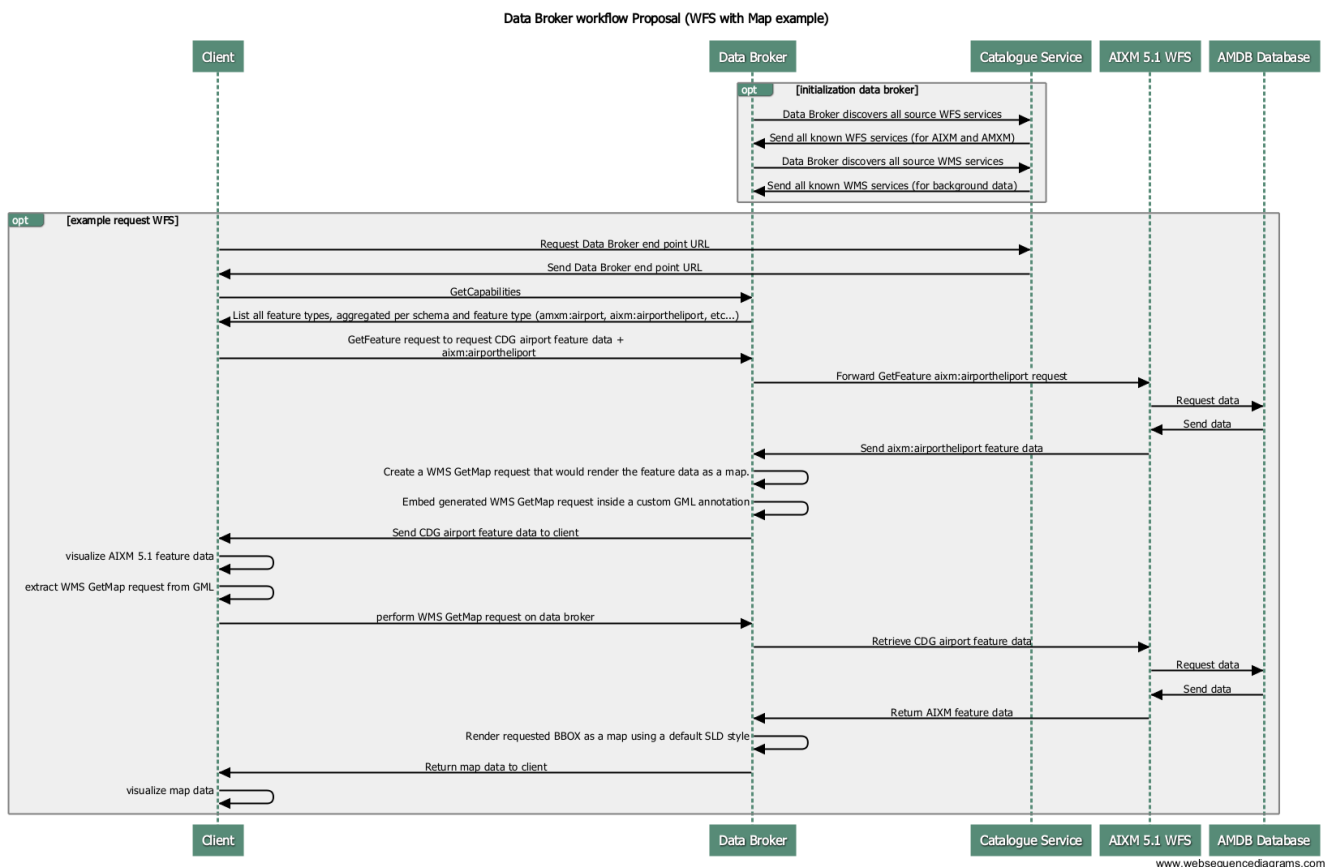 Data Broker workflow Proposal (WFS with Map example)
Client
Data Broker
Catalogue Service
AIXM 5.1 WFS
AMDB Database
opt
[initialization data broker]
Data Broker discovers all source WFS services
Send all known WFS services (for AIXM and AMXM)
Data Broker discovers all source WMS services
Send all known WMS services (for background data)
opt
[example request WFS]
Request Data Broker end point URL
Send Data Broker end point URL
GetCapabilities
List all feature types, aggregated per schema and feature type (amxm:airport, aixm:airportheliport, etc...)
GetFeature request to request CDG airport feature data +
aixm:airportheliport
Forward GetFeature aixm:airportheliport request
Request data
Send data
Send aixm:airportheliport feature data
Create a WMS GetMap request that would render the feature data as a map.
Embed generated WMS GetMap request inside a custom GML annotation
Send CDG airport feature data to client
visualize AIXM 5.1 feature data
extract WMS GetMap request from GML
perform WMS GetMap request on data broker
Retrieve CDG airport feature data
Request data
Send data
Return AIXM feature data
Render requested BBOX as a map using a default SLD style
Return map data to client
visualize map data
Client
Data Broker
Catalogue Service
AIXM 5.1 WFS
AMDB Database
www.websequencediagrams.com